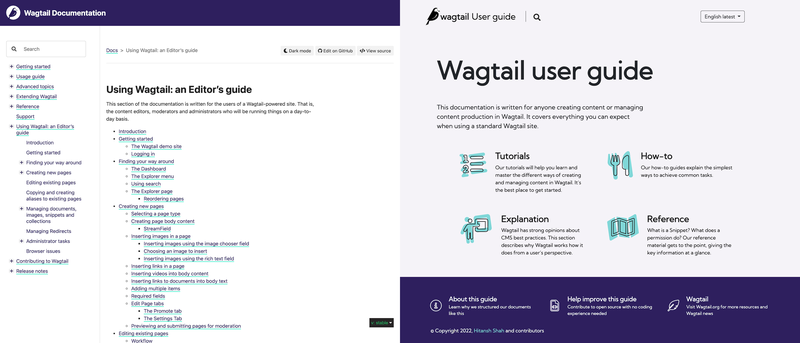 Wagtail Documentation
Search
Getting started
Usage guide
Advanced topics
Extending Wagtail
Reference
Support
Using Wagtail: an Editor's
guide
Introduction
Getting started
Finding your way around
Creating new pages
Editing existing pages
Copying and creating
aliases to existing pages
Managing documents,
images, snippets and
collections
Managing Redirects
Administrator tasks
Browser issues
Contributing to Wagtail
Release notes
Docs > Using Wagtail: an Editor's guide
Dark mode
Edit on GitHub
View source
Using Wagtail: an Editor's guide
This section of the documentation is written for the users of a Wagtail-powered site. That is,
the content editors, moderators and administrators who will be running things on a day-to-
day basis.
Introduction
Getting started
The Wagtail demo site
Logging in
Finding your way around
The Dashboard
The Explorer menu
Using search
The Explorer page
Reordering pages
Creating new pages
Selecting a page type
Creating page body content
StreamField
Inserting images in a page
Inserting images using the image chooser field
Choosing an image to insert
Inserting images using the rich text field
Inserting links in a page
Inserting videos into body content
Inserting links to documents into body text
Adding multiple items
Required fields
Edit Page tabs
The Promote tab
The Settings Tab
Previewing and submitting pages for moderation
Editing existing pages
Workflow
wagtail User guide
English latest
Wagtail user guide
This documentation is written for anyone creating content or managing
content production in Wagtail. It covers everything you can expect
when using a standard Wagtail site.
Tutorials
Our tutorials will help you learn and
master the different ways of creating
and managing content in Wagtail. It's
the best place to get started.
How-to
Our how-to guides explain the simplest
ways to achieve common tasks.
Explanation
Wagtail has strong opinions about
CMS best practices. This section
describes why Wagtail works how it
does from a user's perspective.
Reference
What is a Snippet? What does a
permission do? Our reference
material gets to the point, giving the
key information at a glance.
About this guide
Learn why we structured our documents
like this
Help improve this guide
Contribute to open source with no coding
experience needed
Wagtail
Visit Wagtail.org for more resources and
Wagtail news
© Copyright 2022, Hitansh Shah and contributors